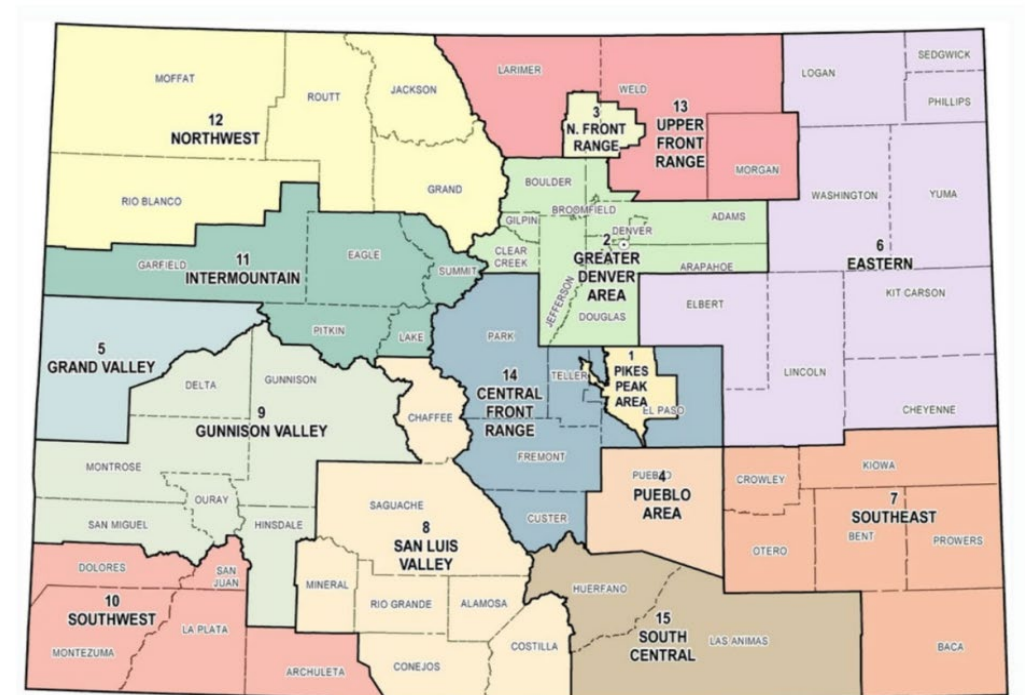 MOFFAT
ROUTT
JACKSON
12
NORTHWEST
RIO BLANCO
GRAND
LARIMER
WELD
3
N. FRONT
RANGE
13
UPPER
FRONT
RANGE
MORGAN
LOGAN
SEDGWICK
PHILLIPS
WASHINGTON
YUMA
6
EASTERN
KIT CARSON
ELBERT
LINCOLN
CHEYENNE
BOULDER
BROOMFIELD
GILPIN
ADAMS
DENVER
CLEAR
CREEK
2
GREATER
DENVER
AREA
ARAPAHOE
JEFFERSON
DOUGLAS
GARFIELD
11
INTERMOUNTAIN
EAGLE
SUMMIT
PITKIN
LAKE
5
GRAND VALLEY
DELTA
GUNNISON
9
GUNNISON VALLEY
MONTROSE
OURAY
SAN MIGUEL
HINSDALE
PARK
TELLER
14
CENTRAL
FRONT
RANGE
1
PIKES
PEAK
AREA
EL PASO
FREMONT
CUSTER
CHAFFEE
SAGUACHE
8
SAN LUIS
VALLEY
MINERAL
RIO GRANDE
ALAMOSA
CONEJOS
COSTILLA
PUEBLO
4
PUEBLO
AREA
CROWLEY
KIOWA
7
SOUTHEAST
OTERO
BENT
PROWERS
BACA
DOLORES
SAN
JUAN
10
SOUTHWEST
LA PLATA
MONTEZUMA
ARCHULETA
HUERFANO
15
SOUTH
CENTRAL
LAS ANIMAS